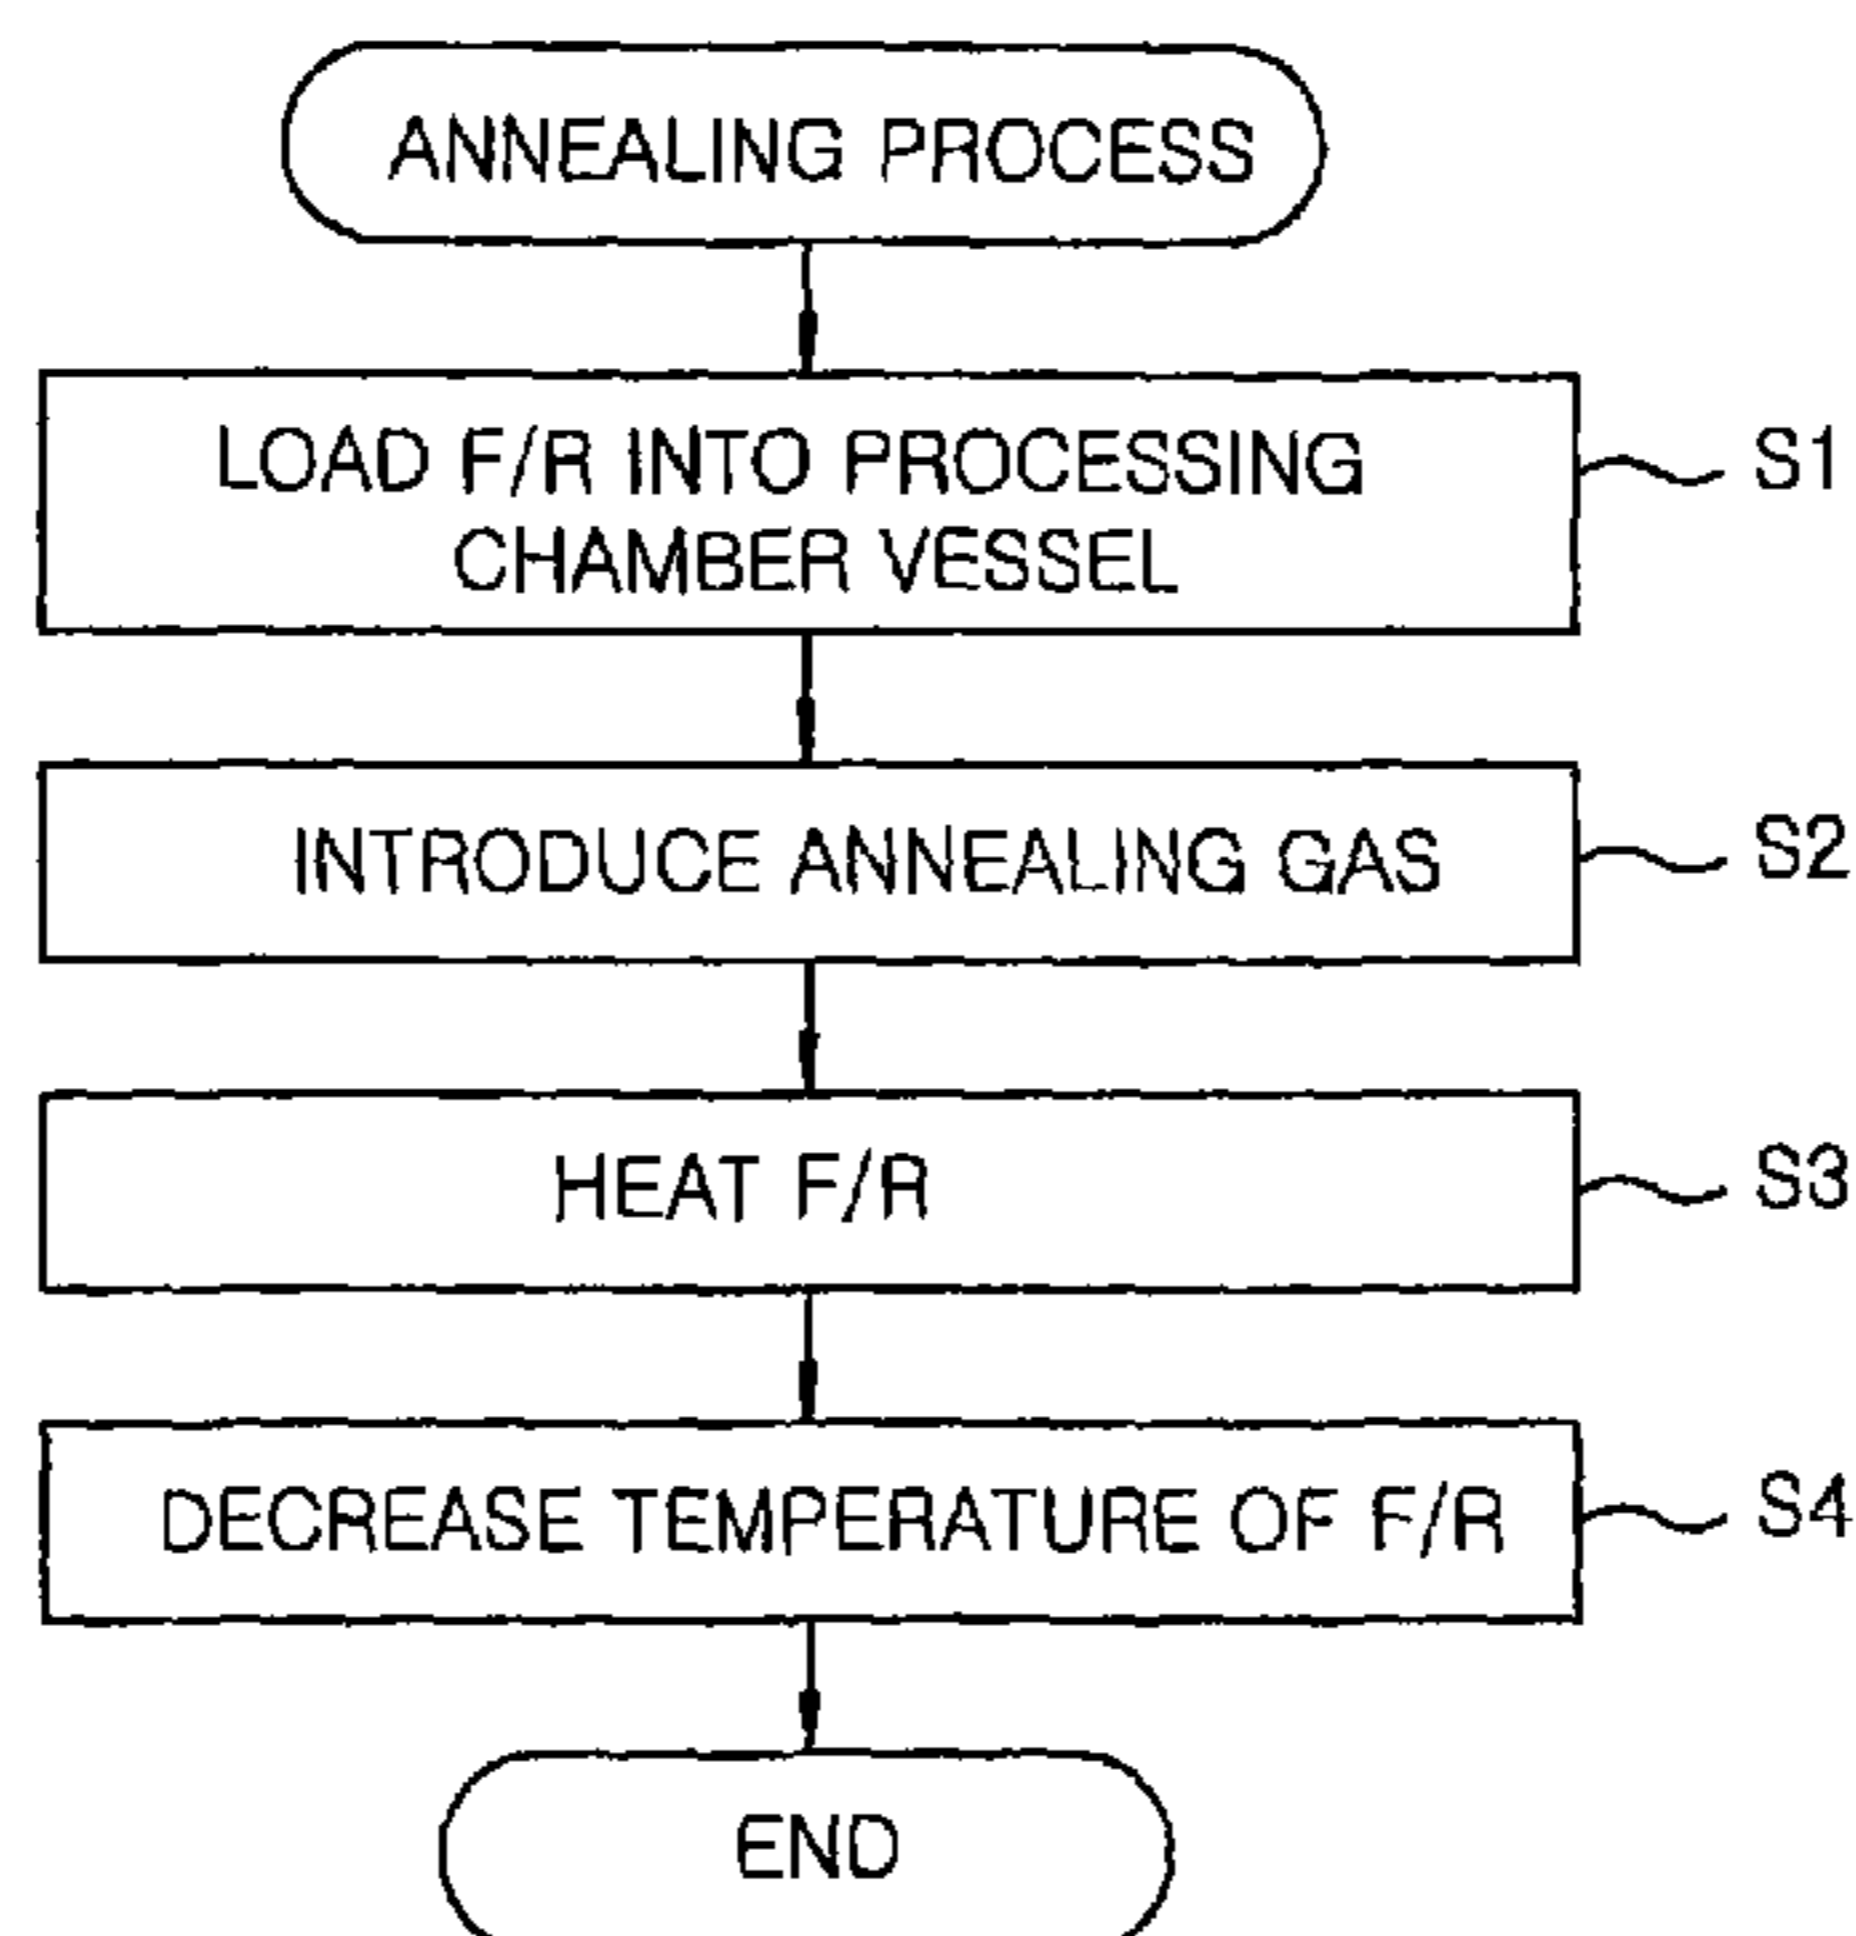 ANNEALING PROCESS
LOAD F/R INTO PROCESSING
CHAMBER VESSEL
S1
INTRODUCE ANNEALING GAS
S2
HEAT F/R
S3
DECREASE TEMPERATURE OF F/R
S4
END